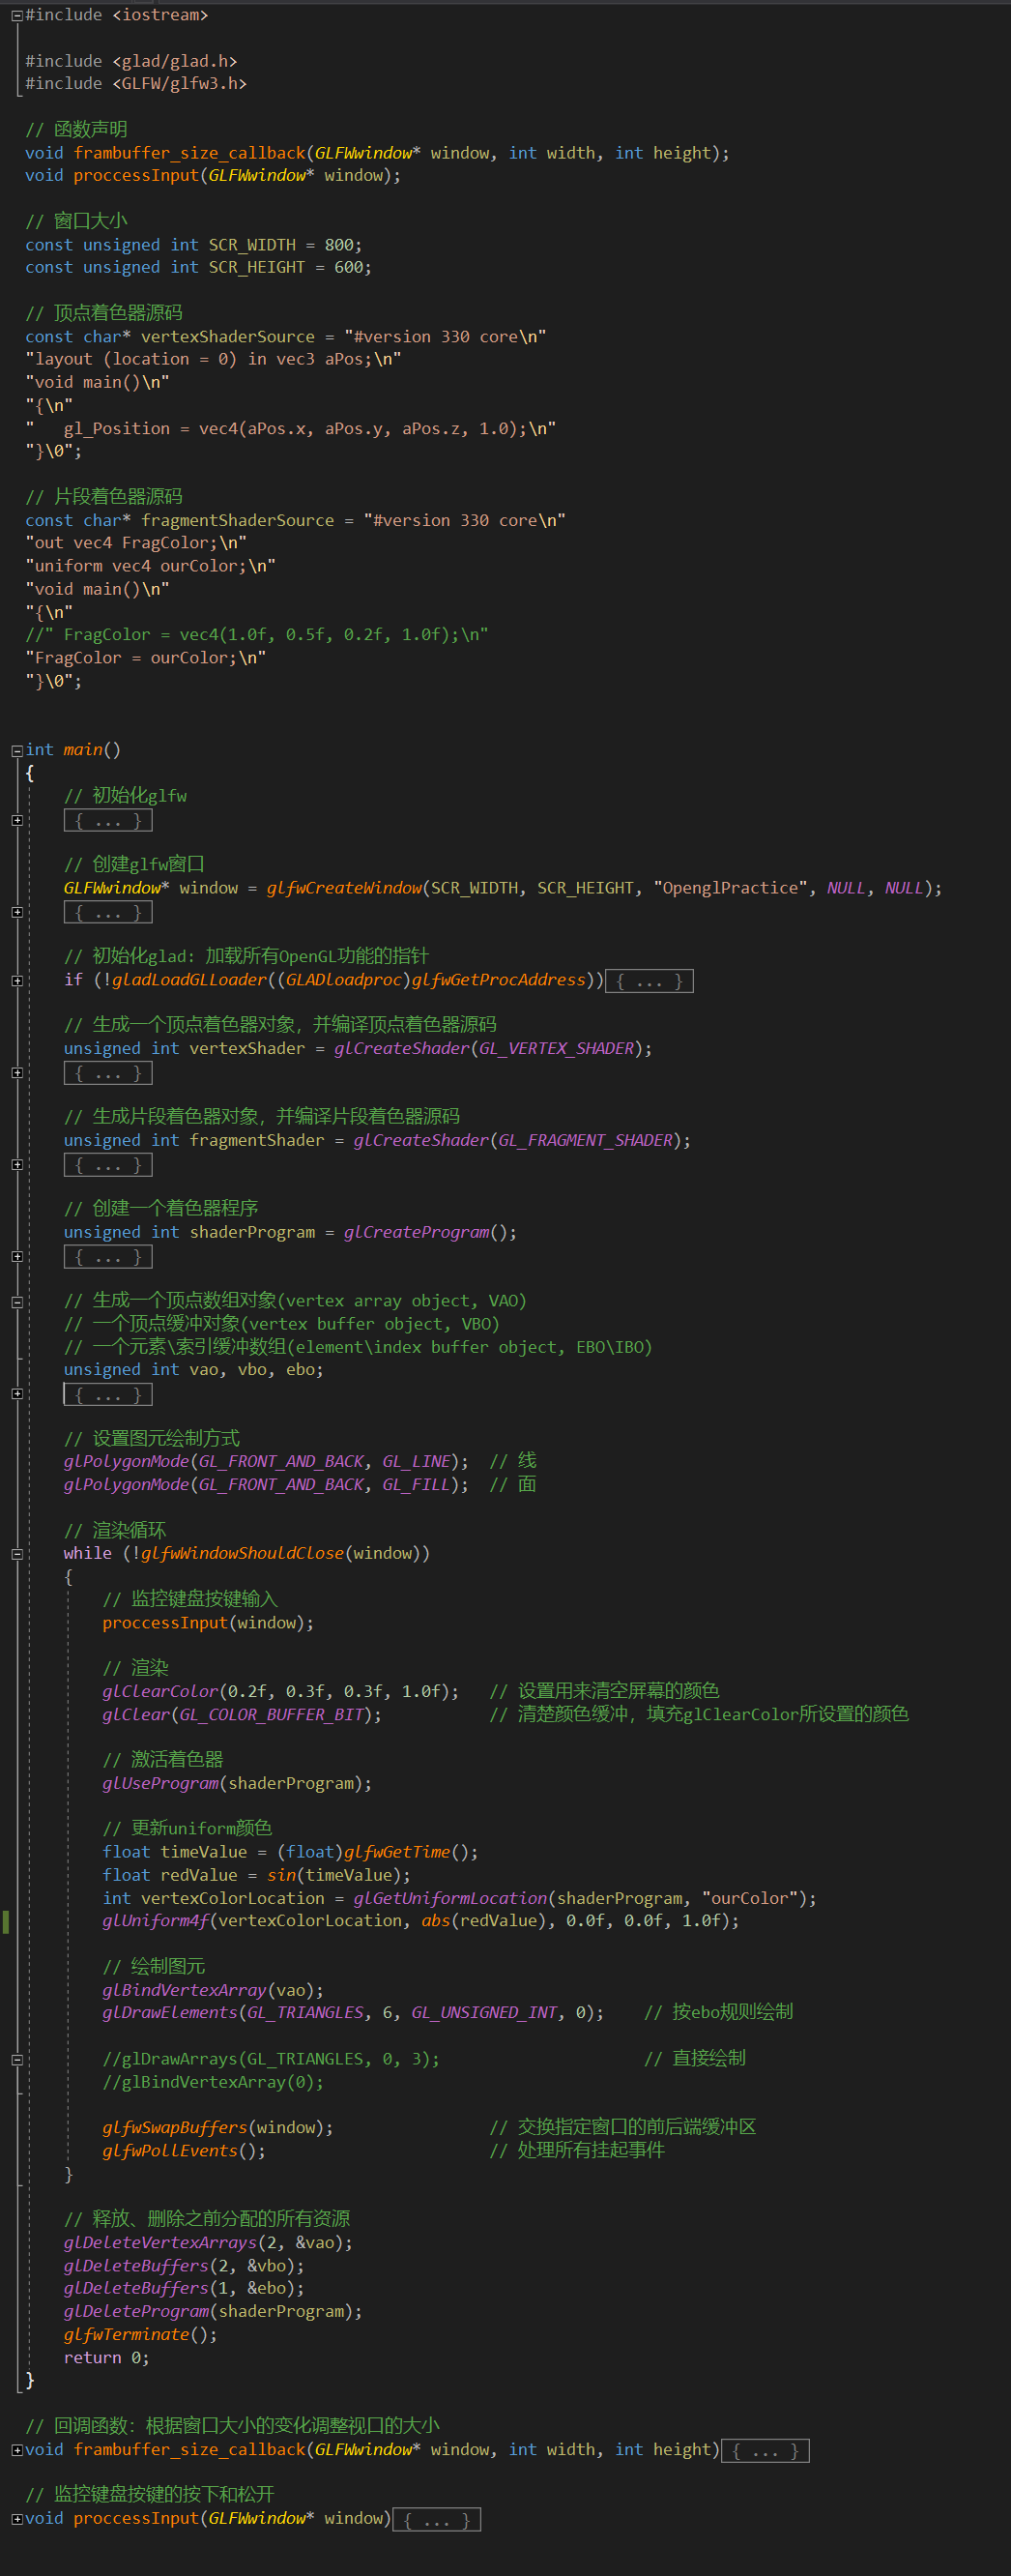 #include <iostream>
#include <glad/glad.h>
#include <GLFW/glfw3.h>
// 函数声明
void frambuffer_size_callback(GLFWwindow* window, int width, int height);
void proccessInput(GLFWwindow* window);
// 窗口大小
const unsigned int SCR_WIDTH = 800;
const unsigned int SCR_HEIGHT = 600;
// 顶点着色器源码
const char* vertexShaderSource = "#version 330 core\n"
"layout (location = 0) in vec3 aPos;\n"
"void main()\n"
"{\n"
"   gl_Position = vec4(aPos.x, aPos.y, aPos.z, 1.0);\n"
"}\0";
// 片段着色器源码
const char* fragmentShaderSource = "#version 330 core\n"
"out vec4 FragColor;\n"
"uniform vec4 ourColor;\n"
"void main()\n"
"{\n"
//" FragColor = vec4(1.0f, 0.5f, 0.2f, 1.0f);\n"
"FragColor = ourColor;\n"
"}\0";
int main()
{
// 初始化glfw
{ ... }
// 创建glfw窗口
GLFWwindow* window = glfwCreateWindow(SCR_WIDTH, SCR_HEIGHT, "OpenglPractice", NULL, NULL);
{ ... }
// 初始化glad: 加载所有OpenGL功能的指针
if (!gladLoadGLLoader((GLADloadproc)glfwGetProcAddress)){ ... }
// 生成一个顶点着色器对象, 并编译顶点着色器源码
unsigned int vertexShader = glCreateShader(GL_VERTEX_SHADER);
{ ... }
// 生成片段着色器对象, 并编译片段着色器源码
unsigned int fragmentShader = glCreateShader(GL_FRAGMENT_SHADER);
{ ... }
// 创建一个着色器程序
unsigned int shaderProgram = glCreateProgram();
{ ... }
// 生成一个顶点数组对象(vertex array object, VAO)
// 一个顶点缓冲对象(vertex buffer object, VBO)
// 一个元素\索引缓冲数组(element\index buffer object, EBO\IBO)
unsigned int vao, vbo, ebo;
{ ... }
// 设置图元绘制方式
glPolygonMode(GL_FRONT_AND_BACK, GL_LINE);  // 线
glPolygonMode(GL_FRONT_AND_BACK, GL_FILL);  // 面
// 渲染循环
while (!glfwWindowShouldClose(window))
{
// 监控键盘按键输入
proccessInput(window);
// 渲染
glClearColor(0.2f, 0.3f, 0.3f, 1.0f);   // 设置用来清空屏幕的颜色
glClear(GL_COLOR_BUFFER_BIT);           // 清楚颜色缓冲, 填充glClearColor所设置的颜色
// 激活着色器
glUseProgram(shaderProgram);
// 更新uniform颜色
float timeValue = (float)glfwGetTime();
float redValue = sin(timeValue);
int vertexColorLocation = glGetUniformLocation(shaderProgram, "ourColor");
glUniform4f(vertexColorLocation, abs(redValue), 0.0f, 0.0f, 1.0f);
// 绘制图元
glBindVertexArray(vao);
glDrawElements(GL_TRIANGLES, 6, GL_UNSIGNED_INT, 0);    // 按ebo规则绘制
//glDrawArrays(GL_TRIANGLES, 0, 3);                     // 直接绘制
//glBindVertexArray(0);
glfwSwapBuffers(window);                // 交换指定窗口的前后端缓冲区
glfwPollEvents();                       // 处理所有挂起事件
}
// 释放、删除之前分配的所有资源
glDeleteVertexArrays(2, &vao);
glDeleteBuffers(2, &vbo);
glDeleteBuffers(1, &ebo);
glDeleteProgram(shaderProgram);
glfwTerminate();
return 0;
}
// 回调函数: 根据窗口大小的变化调整视口的大小
void frambuffer_size_callback(GLFWwindow* window, int width, int height){ ... }
// 监控键盘按键的按下和松开
void proccessInput(GLFWwindow* window){ ... }